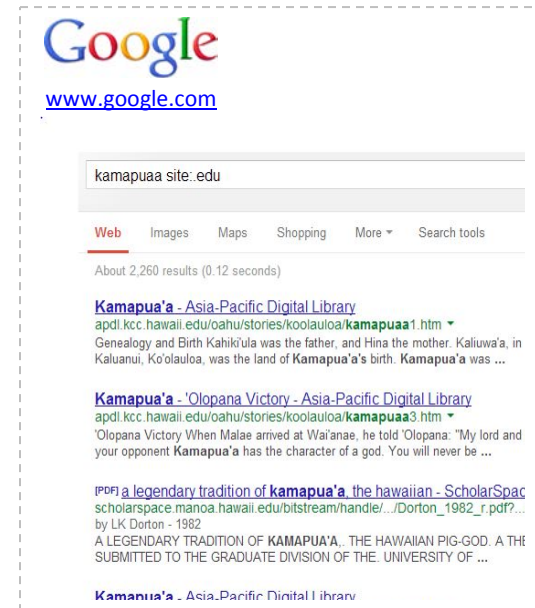 Google
www.google.com
kamapuaa site:.edu
Web Images Maps Shopping More Search tools
About 2,260 results (0.12 seconds)
Kamapua'a - Asia-Pacific Digital Library
apdl.kcc.hawaii.edu/oahu/stories/koolauloa/kamapuaa1.htm
Genealogy and Birth Kahiki'ula was the father, and Hina the mother. Kaliuwa'a, in
Kaluanui, Ko'olauloa, was the land of Kamapua'a's birth. Kamapua'a was ...
Kamapua'a - 'Olopana Victory - Asia-Pacific Digital Library
apdl.kcc.hawaii.edu/oahu/stories/koolauloa/kamapuaa3.htm
'Olopana Victory When Malae arrived at Wai'anae, he told 'Olopana: "My lord and
your opponent Kamapua'a has the character of a god. You will never be ...
[PDF] a legendary tradition of kamapua'a, the hawaiian - ScholarSpac
scholarspace.manoa.hawaii.edu/bitstream/handle/.../Dorton_1982_r.pdf?...
by LK Dorton - 1982
A LEGENDARY TRADITION OF KAMAPUA'A,. THE HAWAIIAN PIG-GOD. A THE
SUBMITTED TO THE GRADUATE DIVISION OF THE. UNIVERSITY OF ...
Kamapua'a - Asia-Pacific Digital Library